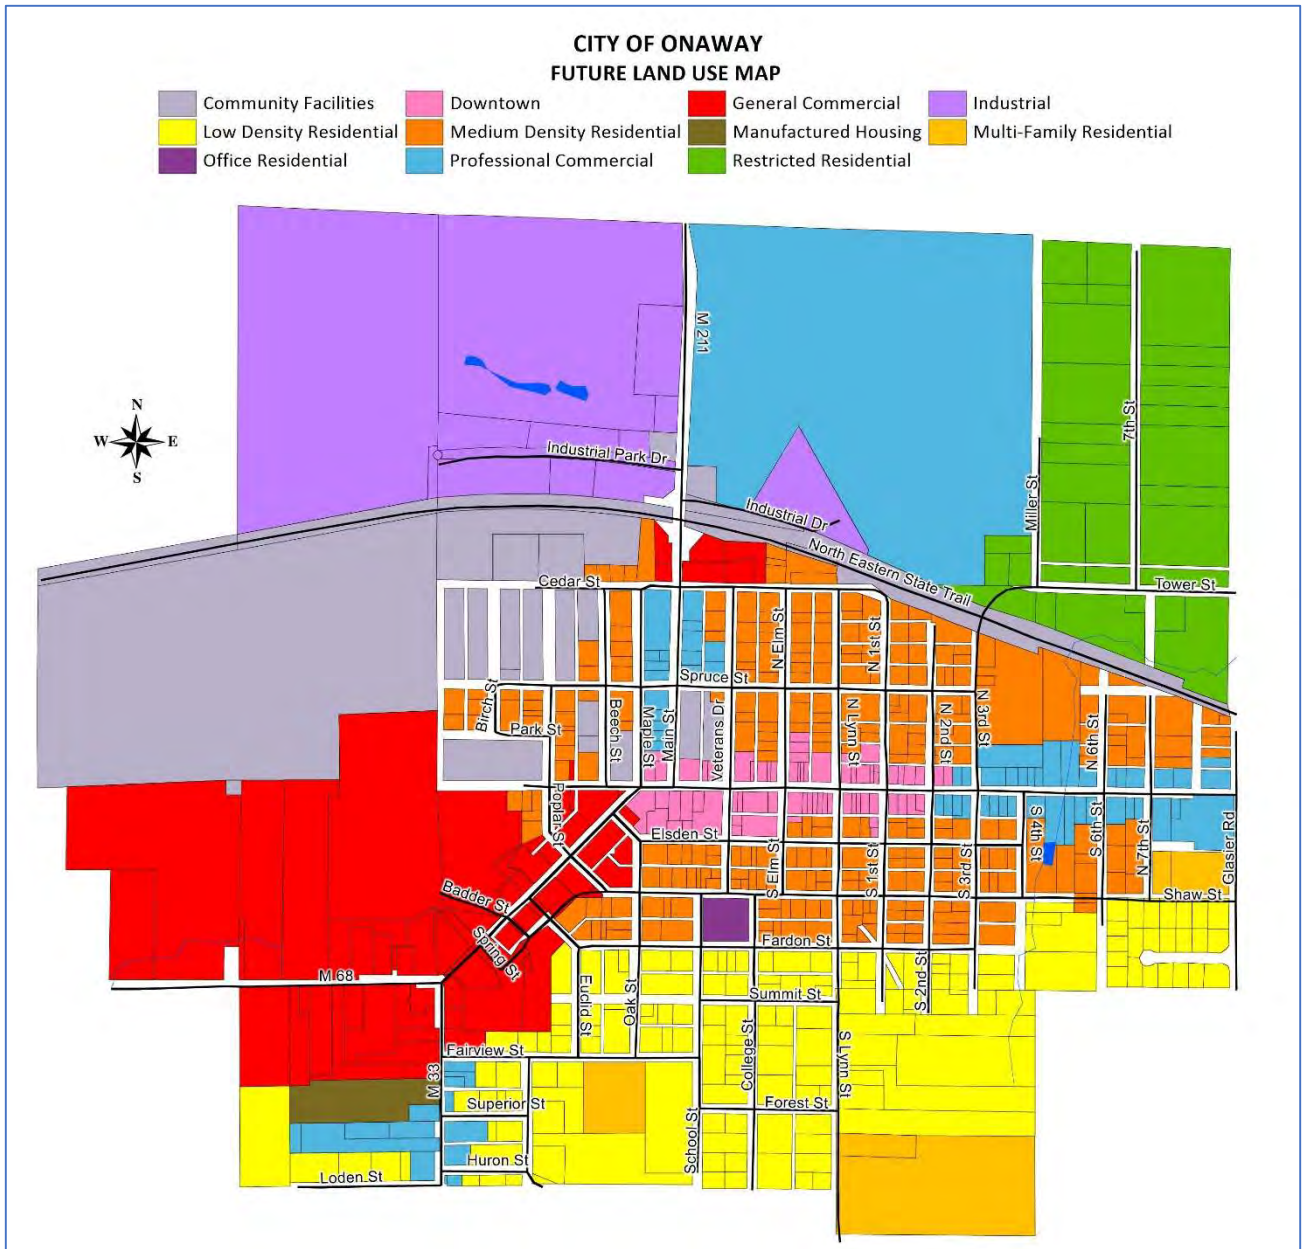 CITY OF ONAWAY
FUTURE LAND USE MAP
Community Facilities
Downtown
General Commercial
Industrial
Low Density Residential
Medium Density Residential
Manufactured Housing
Multi-Family Residential
Office Residential
Professional Commercial
Restricted Residential
N
W E
S
M 211
7th St
Industrial Park Dr
Miller St
Industrial Dr
North Eastern State Trail
Cedar St
Tower St
N Elm St
N 1st St
Spruce St
Birch St
Park St
Beech St
Maple St
Main St
Veterans Dr
N Lynn St
N 2nd St
N 3rd St
N 6th St
Poplar St
Elsden St
S Elm St
S 1st St
S 3rd St
S 4th St
S 6th St
N 7th St
Glasier Rd
Shaw St
Badder St
Spring St
Fardon St
M 68
Euclid St
Oak St
Summit St
S 2nd St
College St
S Lynn St
Fairview St
M 33
Superior St
Forest St
School St
Huron St
Loden St